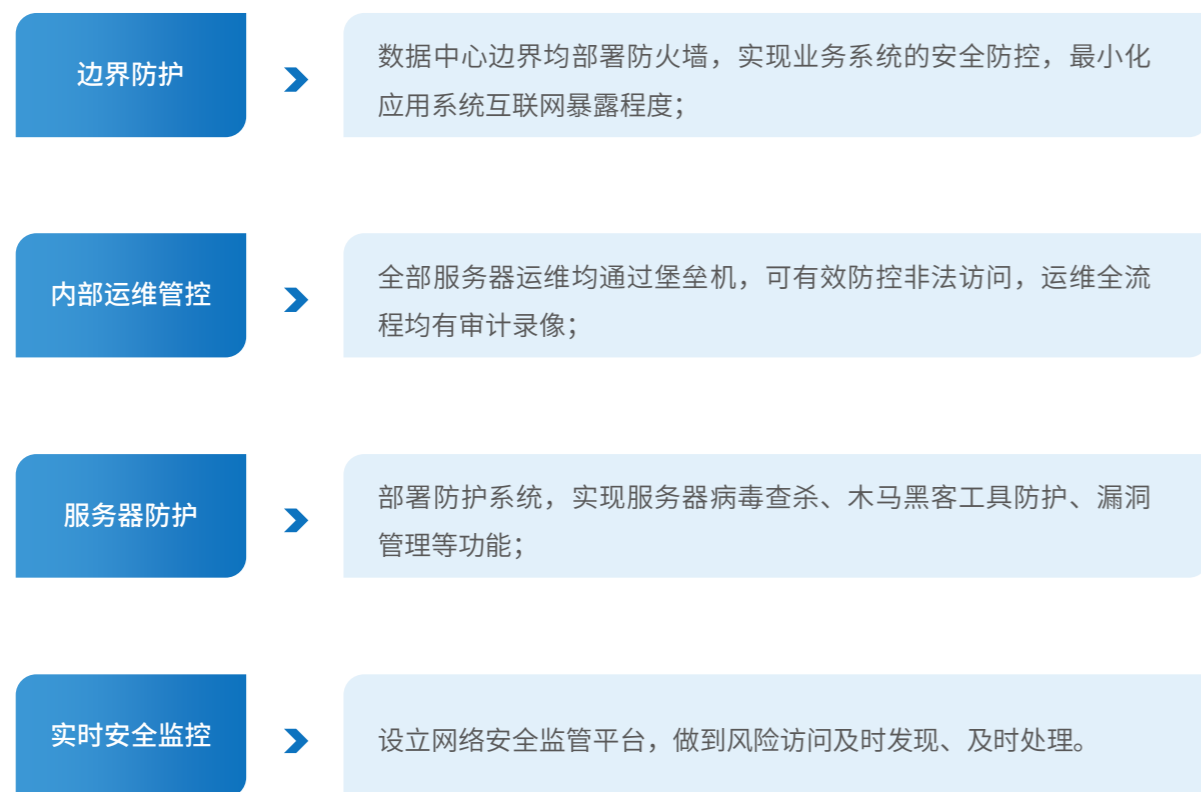 边界防护
数据中心边界均部署防火墙，实现业务系统的安全防控，最小化
应用系统互联网暴露程度；
内部运维管控
全部服务器运维均通过堡垒机，可有效防控非法访问，运维全流
程均有审计录像；
服务器防护
部署防护系统，实现服务器病毒查杀、木马黑客工具防护、漏洞
管理等功能；
实时安全监控
设立网络安全监管平台，做到风险访问及时发现、及时处理。